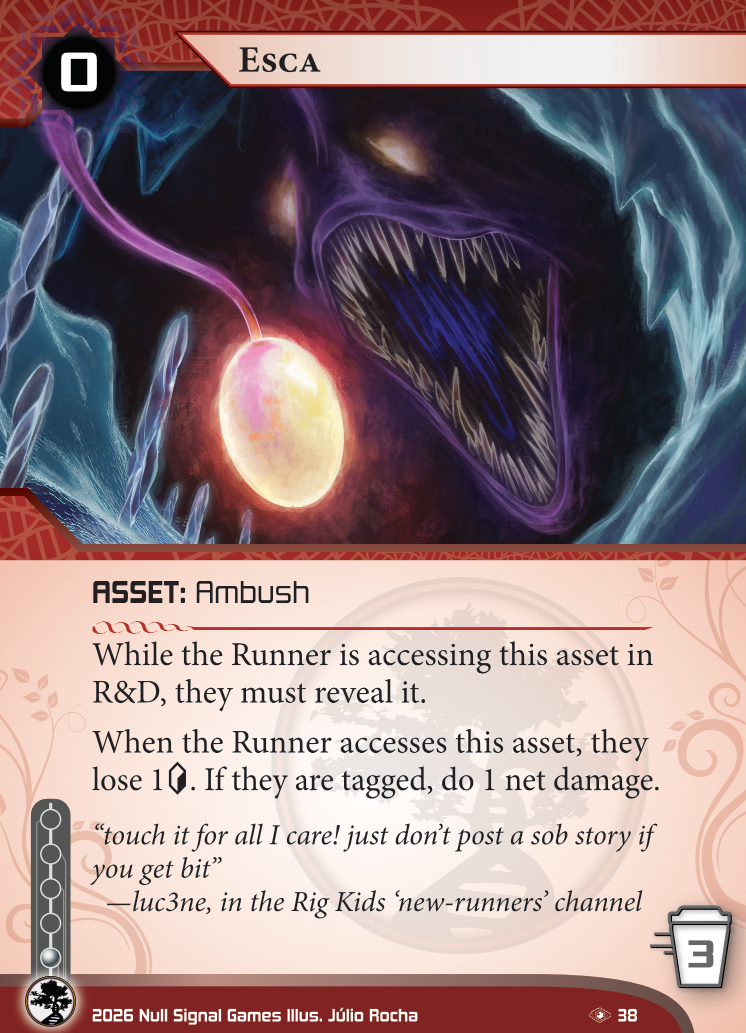 0
Esca
ASSET: Ambush
While the Runner is accessing this asset in
R&D, they must reveal it.
When the Runner accesses this asset, they
lose 1. If they are tagged, do 1 net damage.
“touch it for all I care! just don’t post a sob story if
you get bit”
—luc3ne, in the Rig Kids ‘new-runners’ channel
3
2026 Null Signal Games Illus. Júlio Rocha
38